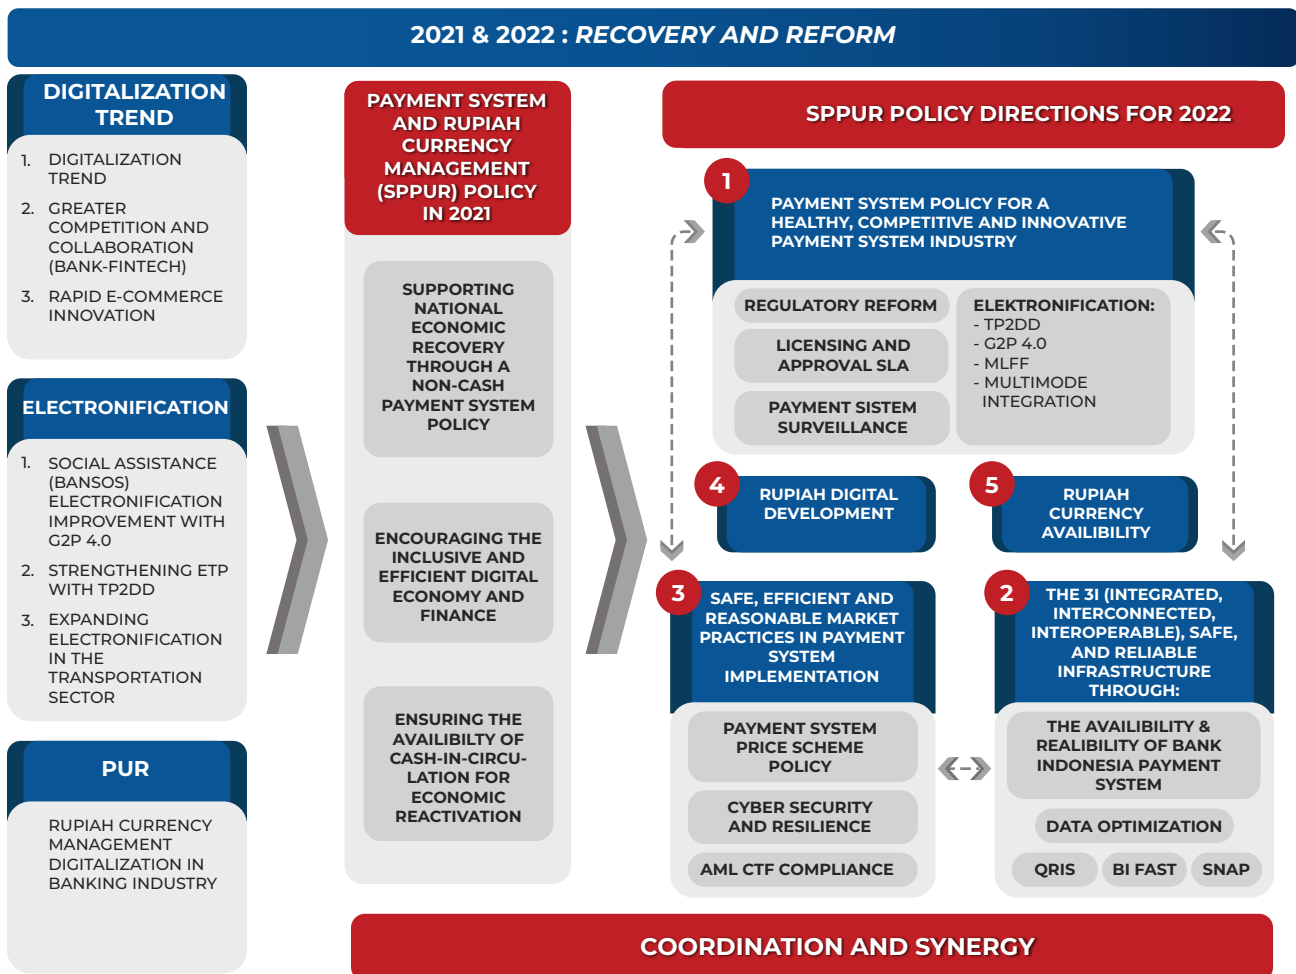 2021 & 2022 : RECOVERY AND REFORM
DIGITALIZATION
TREND
1. DIGITALIZATION
TREND
2. GREATER
COMPETITION AND
COLLABORATION
(BANK-FINTECH)
3. RAPID E-COMMERCE
INNOVATION
ELECTRONIFICATION
1. SOCIAL ASSISTANCE
(BANSOS)
ELECTRONIFICATION
IMPROVEMENT WITH
G2P 4.0
2. STRENGTHENING ETP
WITH TP2DD
3. EXPANDING
ELECTRONIFICATION
IN THE
TRANSPORTATION
SECTOR
PUR
RUPIAH CURRENCY
MANAGEMENT
DIGITALIZATION IN
BANKING INDUSTRY
PAYMENT SYSTEM
AND RUPIAH
CURRENCY
MANAGEMENT
(SPPUR) POLICY
IN 2021
SUPPORTING
NATIONAL
ECONOMIC
RECOVERY
THROUGH A
NON-CASH
PAYMENT SYSTEM
POLICY
ENCOURAGING THE
INCLUSIVE AND
EFFICIENT DIGITAL
ECONOMY AND
FINANCE
ENSURING THE
AVAILIBILTY OF
CASH-IN-CIRCU-
LATION FOR
ECONOMIC
REACTIVATION
SPPUR POLICY DIRECTIONS FOR 2022
1
PAYMENT SYSTEM POLICY FOR A
HEALTHY, COMPETITIVE AND INNOVATIVE
PAYMENT SYSTEM INDUSTRY
REGULATORY REFORM
LICENSING AND
APPROVAL SLA
PAYMENT SISTEM
SURVEILLANCE
ELEKTRONIFICATION:
- TP2DD
- G2P 4.0
- MLFF
- MULTIMODE
INTEGRATION
4
RUPIAH DIGITAL
DEVELOPMENT
5
RUPIAH
CURRENCY
AVAILIBILITY
3
SAFE, EFFICIENT AND
REASONABLE MARKET
PRACTICES IN PAYMENT
SYSTEM
IMPLEMENTATION
PAYMENT SYSTEM
PRICE SCHEME
POLICY
CYBER SECURITY
AND RESILIENCE
AML CTF COMPLIANCE
2
THE 3I (INTEGRATED,
INTERCONNECTED,
INTEROPERABLE), SAFE,
AND RELIABLE
INFRASTRUCTURE
THROUGH:
THE AVAILIBILITY &
REALIBILITY OF BANK
INDONESIA PAYMENT
SYSTEM
DATA OPTIMIZATION
QRIS
BI FAST
SNAP
COORDINATION AND SYNERGY